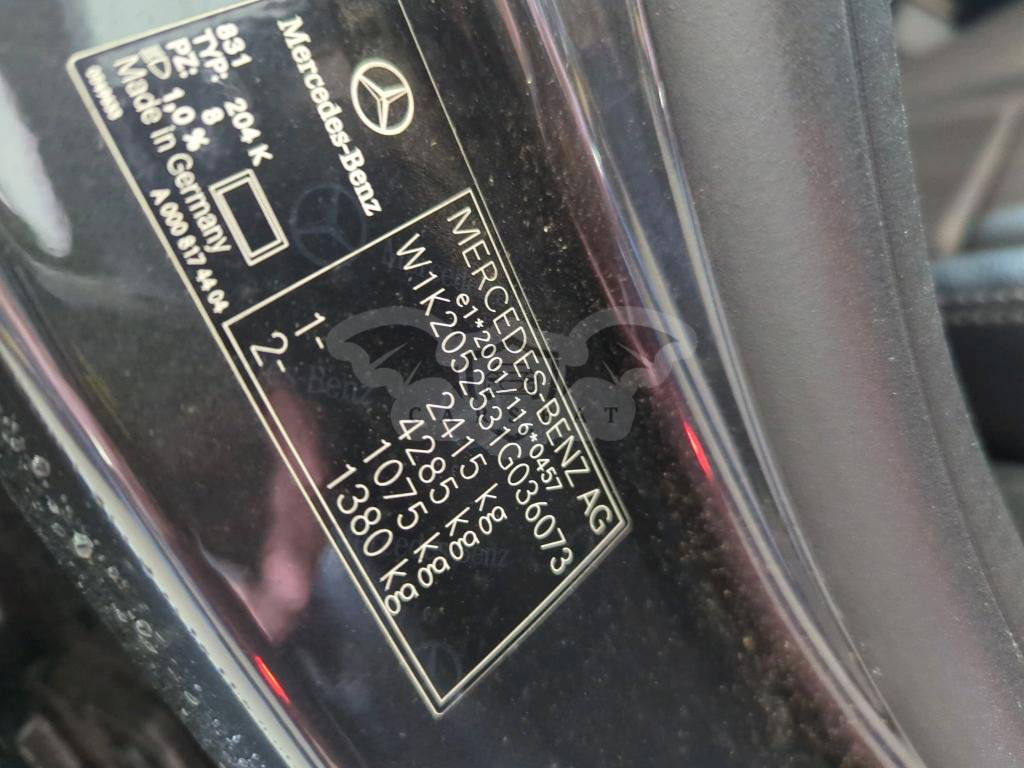 Mercedes-Benz
831
TYP: 204 K
PZ: 8
1,0 %
Made in Germany
A 000 817 44 04
MERCEDES-BENZ AG
e1*2001/116*0457
W1K2052531G036073
2415 kg
4285 kg
1- 1075 kg
2- 1380 kg